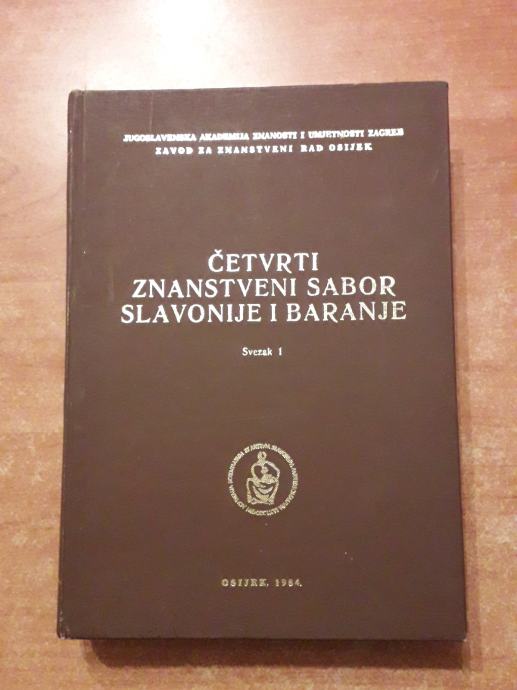 JUGOSLAVENSKA AKADEMIJA ZNANOSTI I UMJETNOSTI ZAGREB
ZAVOD ZA ZNANSTVENI RAD OSIJEK
ČETVRTI
ZNANSTVENI SABOR
SLAVONIJE I BARANJE
Svezak 1
OSIJEK, 1984.